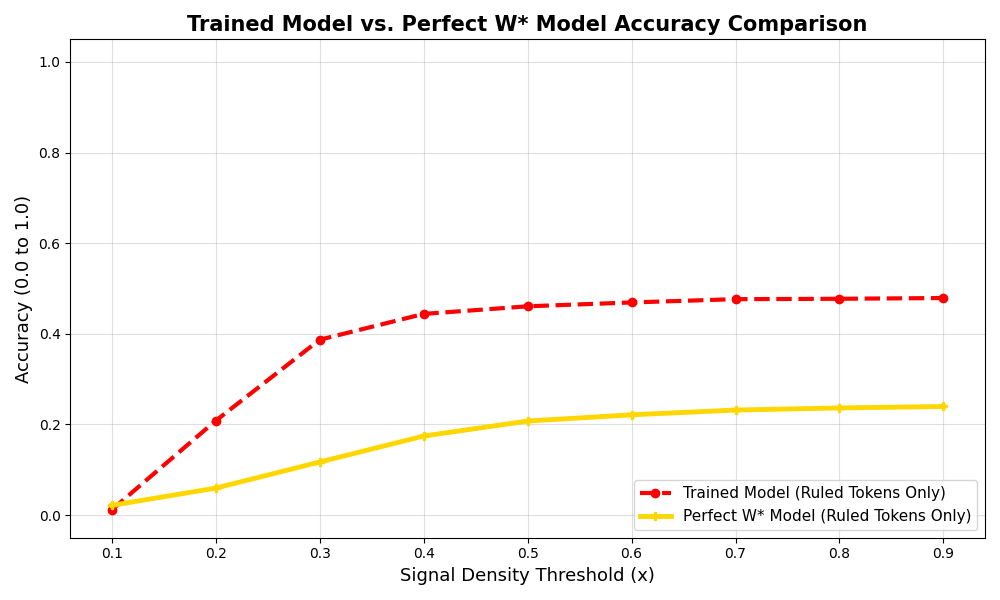 Trained Model vs. Perfect W* Model Accuracy Comparison
Accuracy (0.0 to 1.0)
1.0
0.8
0.6
0.4
0.2
0.0
Trained Model (Ruled Tokens Only)
Perfect W* Model (Ruled Tokens Only)
0.1 0.2 0.3 0.4 0.5 0.6 0.7 0.8 0.9
Signal Density Threshold (x)